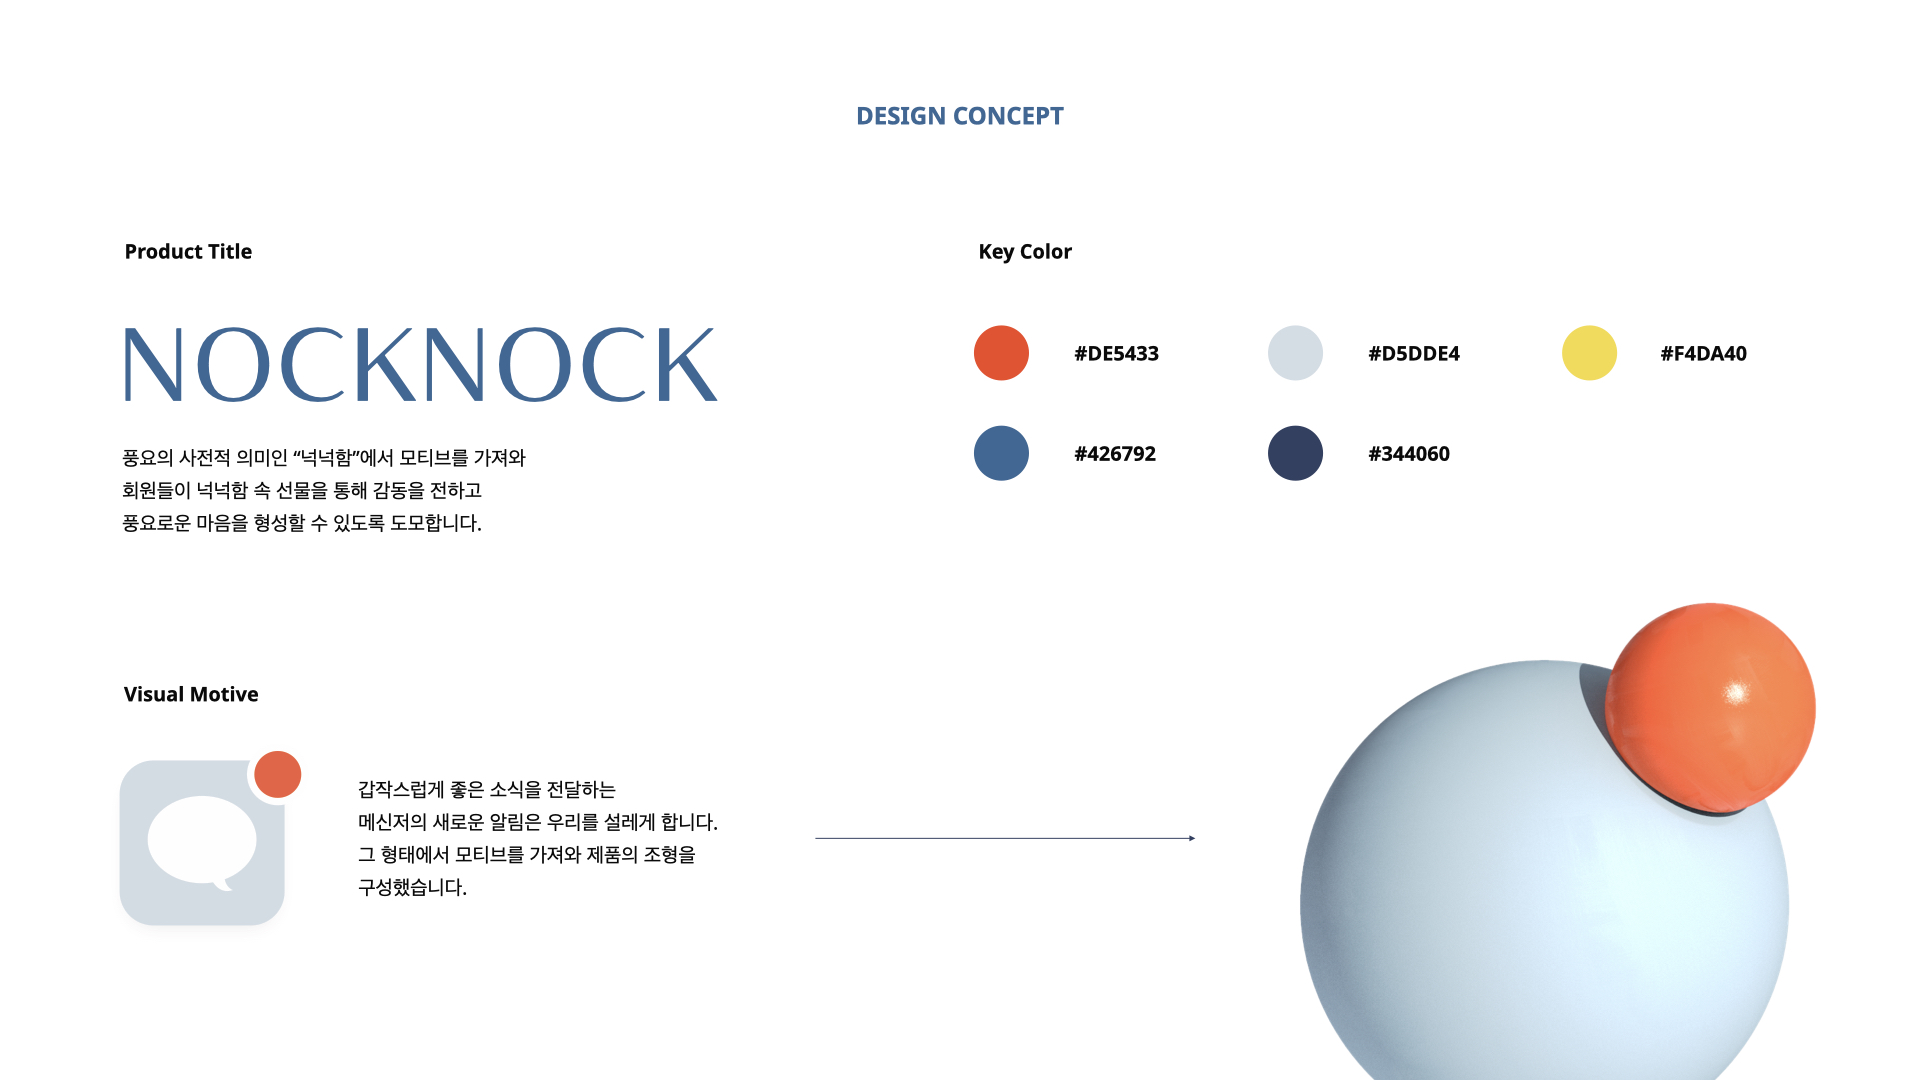 DESIGN CONCEPT
Product Title
NOCKNOCK
풍요의 사전적 의미인 “넉넉함”에서 모티브를 가져와
회원들이 넉넉함 속 선물을 통해 감동을 전하고
풍요로운 마음을 형성할 수 있도록 도모합니다.
Key Color
#DE5433
#D5DDE4
#F4DA40
#426792
#344060
Visual Motive
갑작스럽게 좋은 소식을 전달하는
메신저의 새로운 알림은 우리를 설레게 합니다.
그 형태에서 모티브를 가져와 제품의 조형을
구성했습니다.